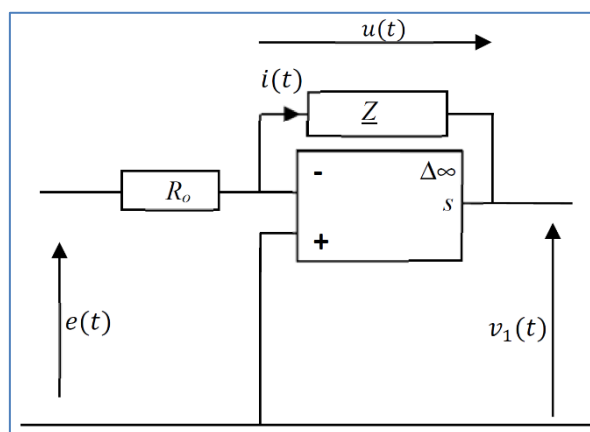 u(t)
i(t)
Z
R₀
-
Δ∞
s
+
e(t)
v₁(t)